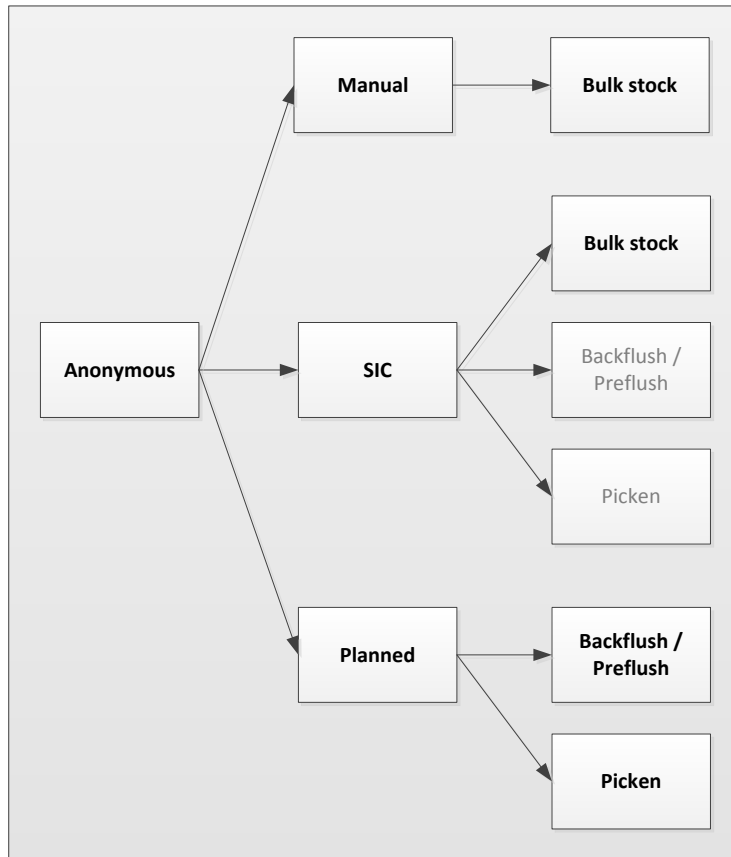 Manual
Bulk stock
Bulk stock
Anonymous
SIC
Backflush /
Preflush
Picken
Planned
Backflush /
Preflush
Picken